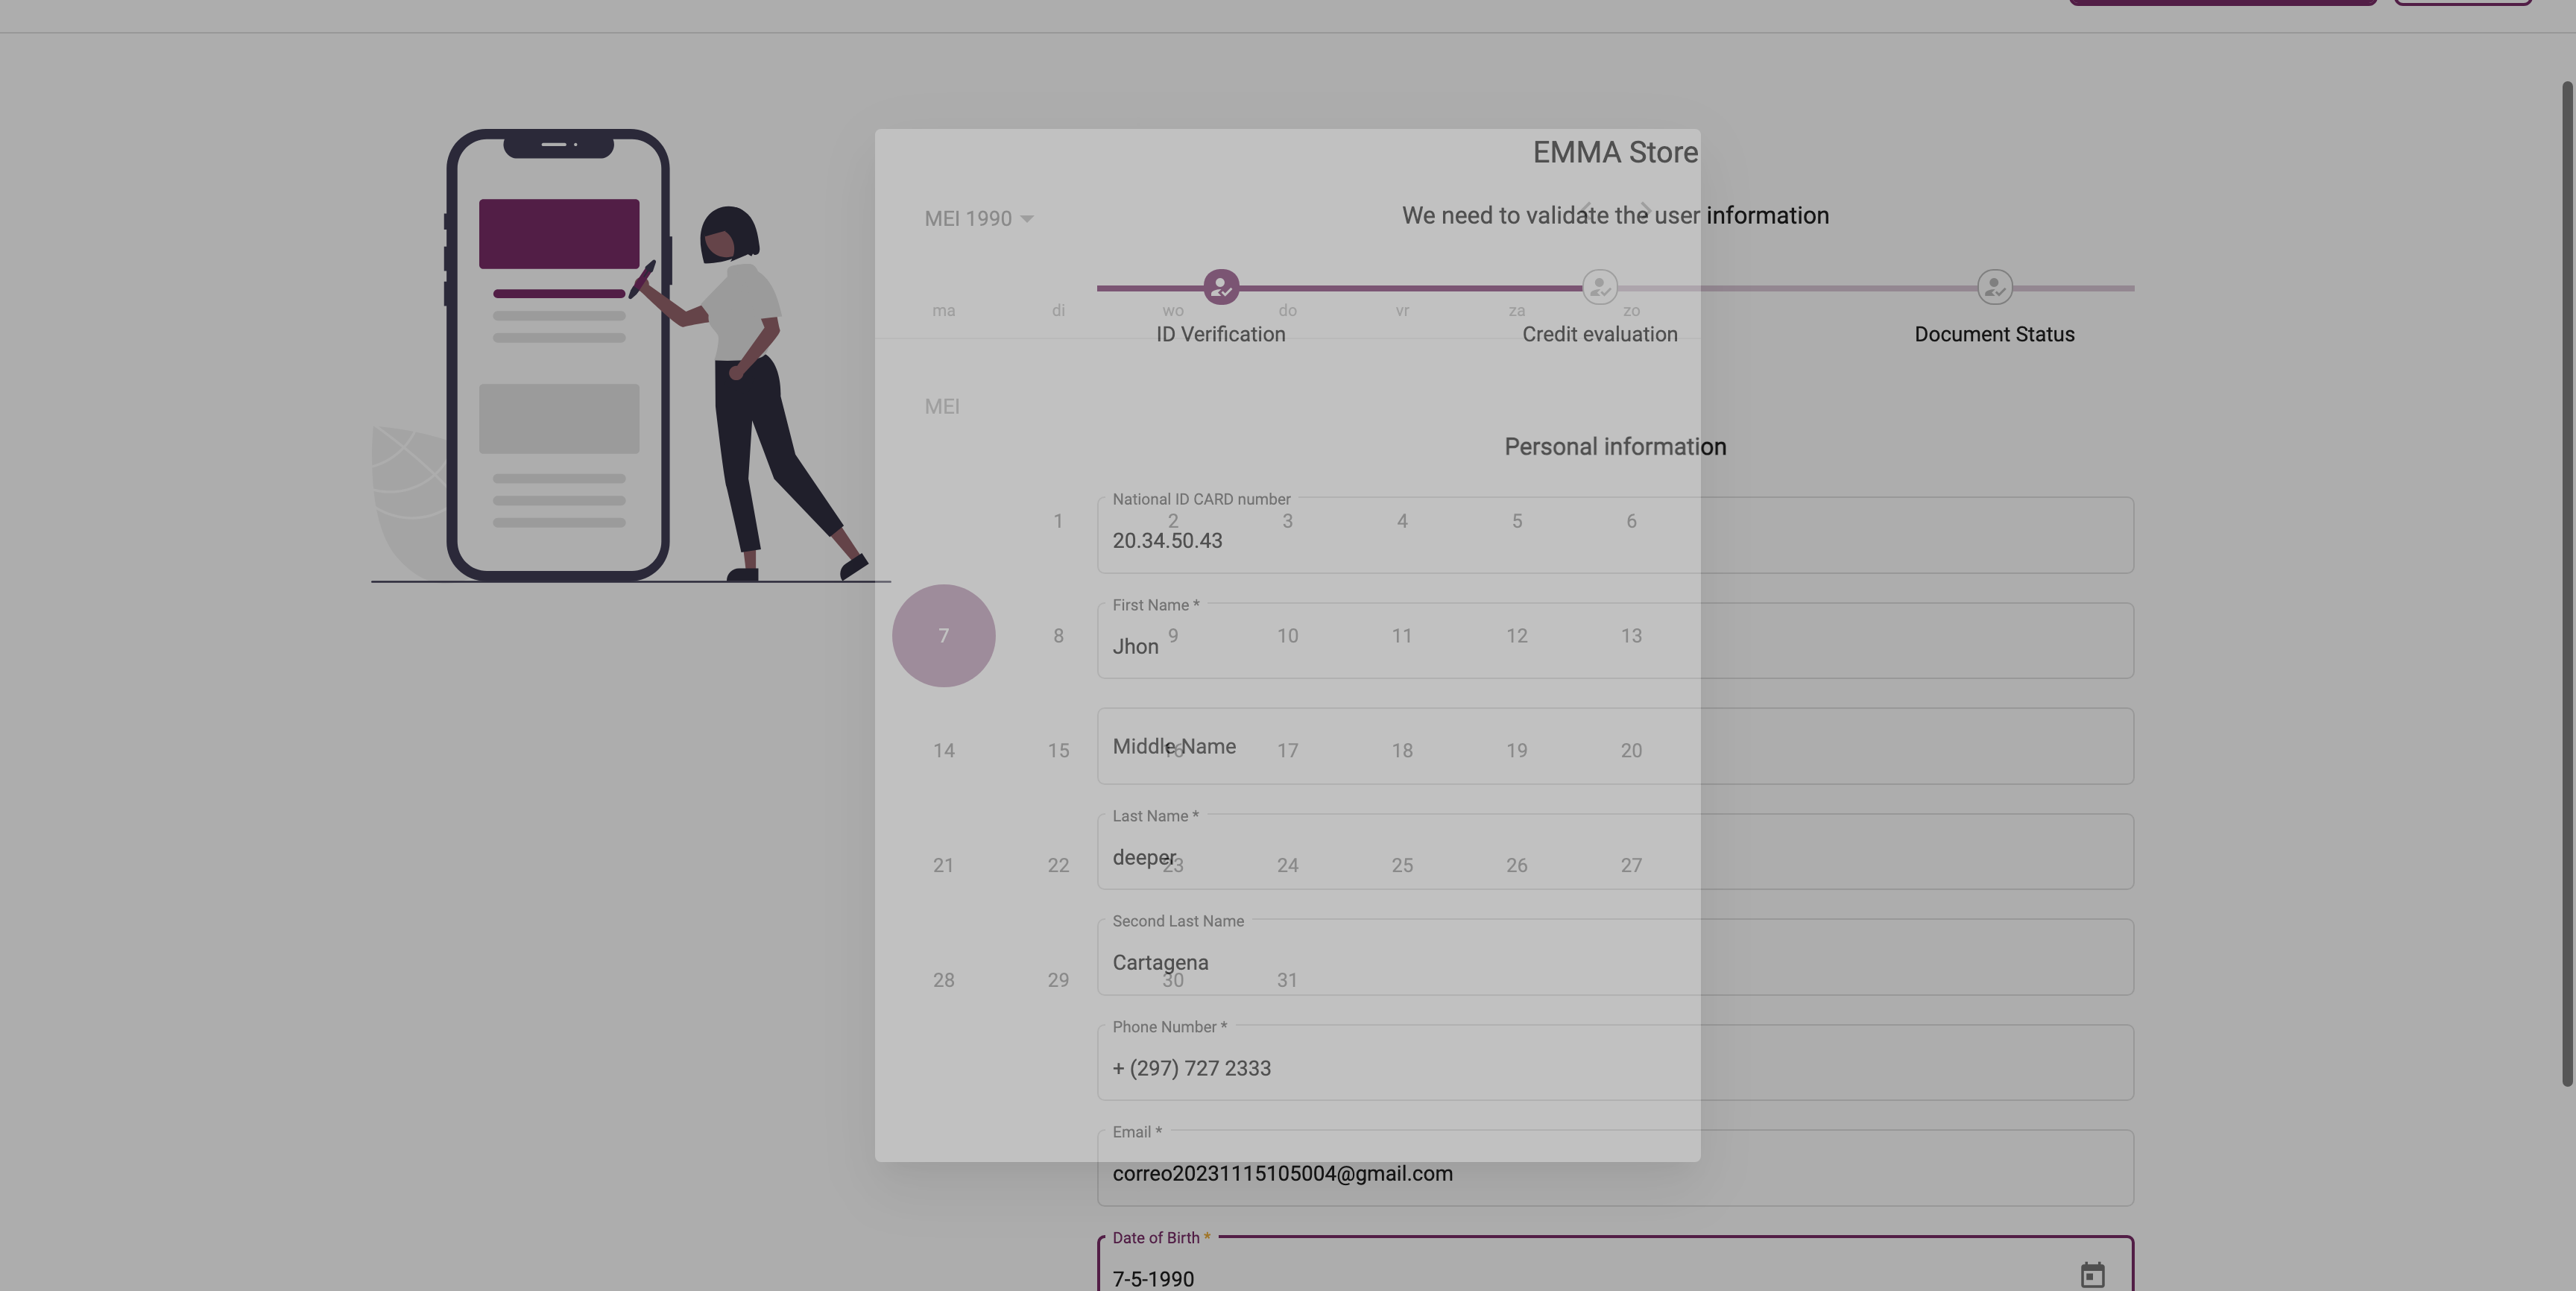 EMMA Store
We need to validate the user information
MEI 1990
ma di wo do vr za zo
ID Verification Credit evaluation Document Status
MEI
Personal information
National ID CARD number
20.34.50.43
1 2 3 4 5 6
First Name *
Jhon
7 8 9 10 11 12 13
Middle Name
14 15 16 17 18 19 20
Last Name *
deeper
21 22 23 24 25 26 27
Second Last Name
Cartagena
28 29 30 31
Phone Number *
+ (297) 727 2333
Email *
correo20231115105004@gmail.com
Date of Birth *
7-5-1990